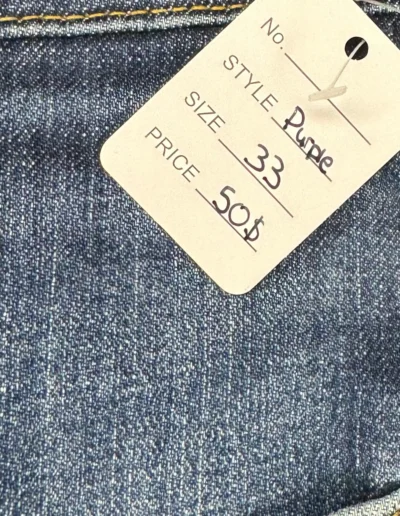 No.
STYLE Purple
SIZE 33
PRICE 50$